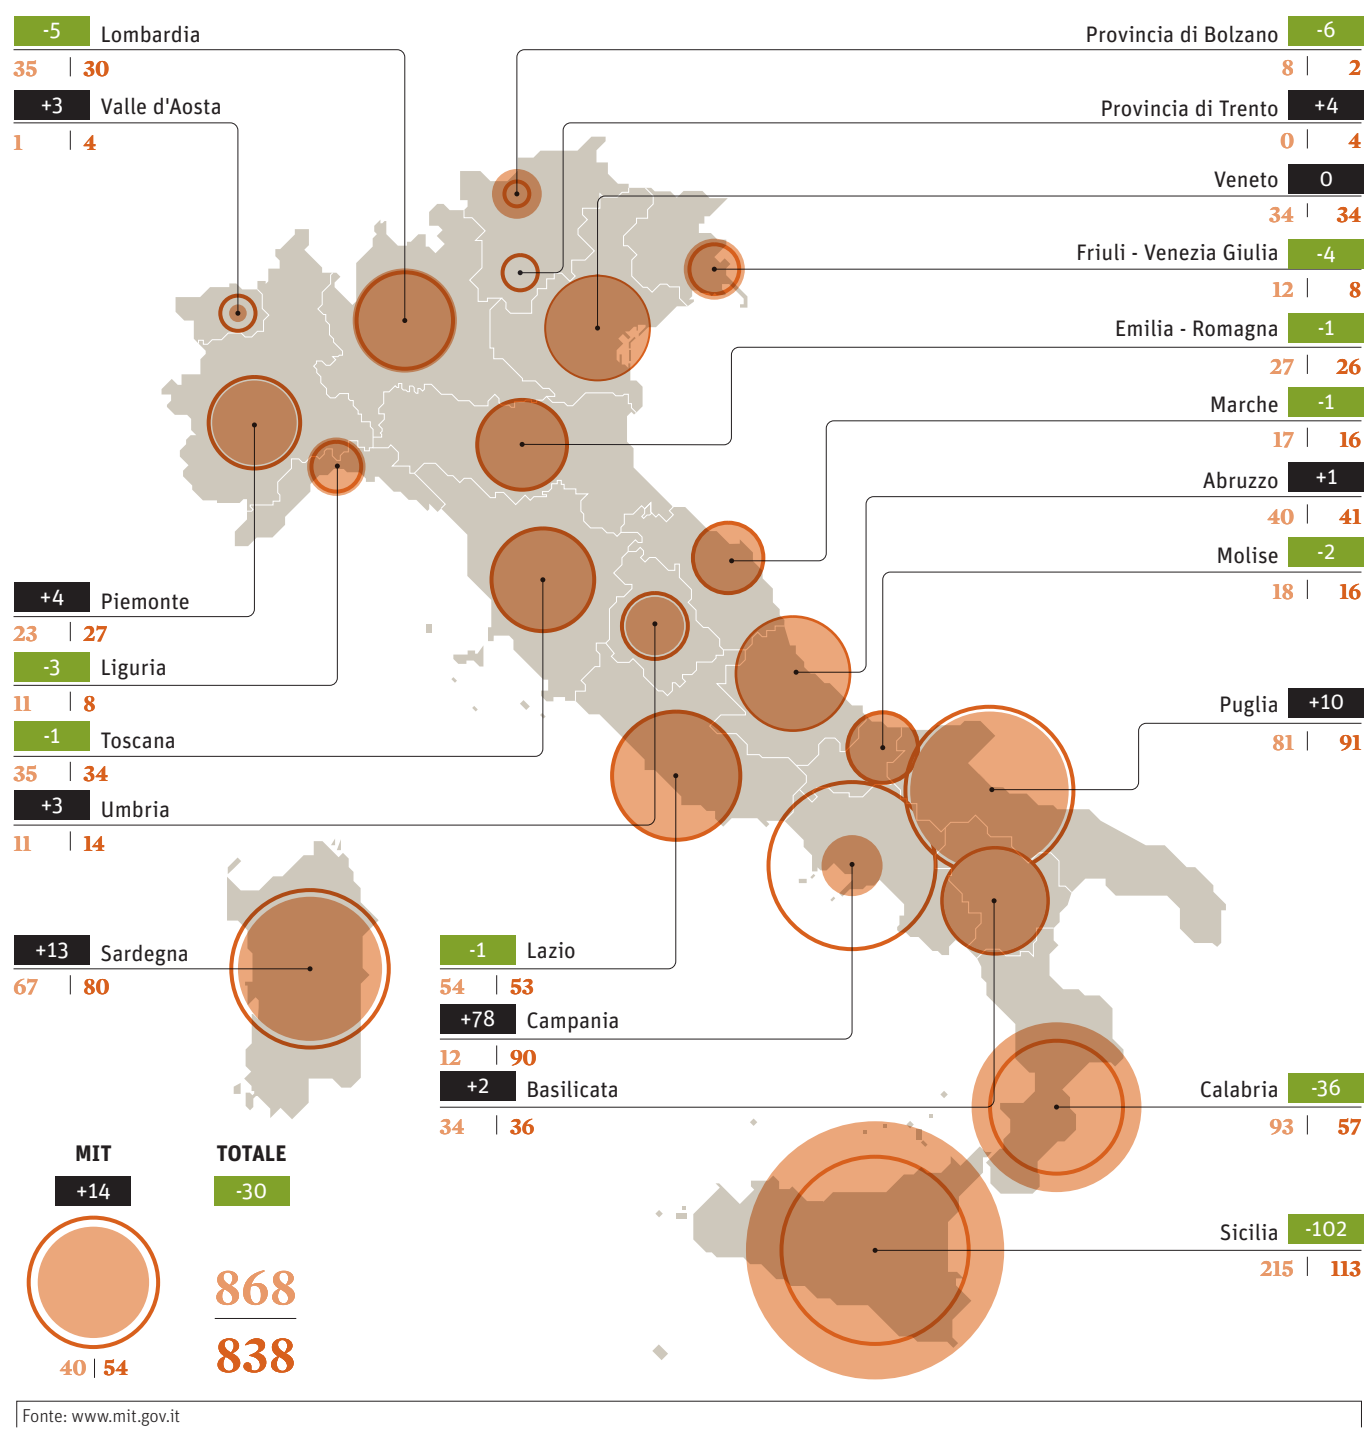 -5 Lombardia
35 | 30
+3 Valle d'Aosta
1 | 4
Provincia di Bolzano -6
8 | 2
Provincia di Trento +4
0 | 4
Veneto 0
34 | 34
Friuli - Venezia Giulia -4
12 | 8
Emilia - Romagna -1
27 | 26
Marche -1
17 | 16
Abruzzo +1
40 | 41
Molise -2
18 | 16
+4 Piemonte
23 | 27
-3 Liguria
11 | 8
-1 Toscana
35 | 34
+3 Umbria
11 | 14
Puglia +10
81 | 91
+13 Sardegna
67 | 80
-1 Lazio
54 | 53
+78 Campania
12 | 90
+2 Basilicata
34 | 36
Calabria -36
93 | 57
Sicilia -102
215 | 113
MIT
+14
40 | 54
TOTALE
-30
868
838
Fonte: www.mit.gov.it